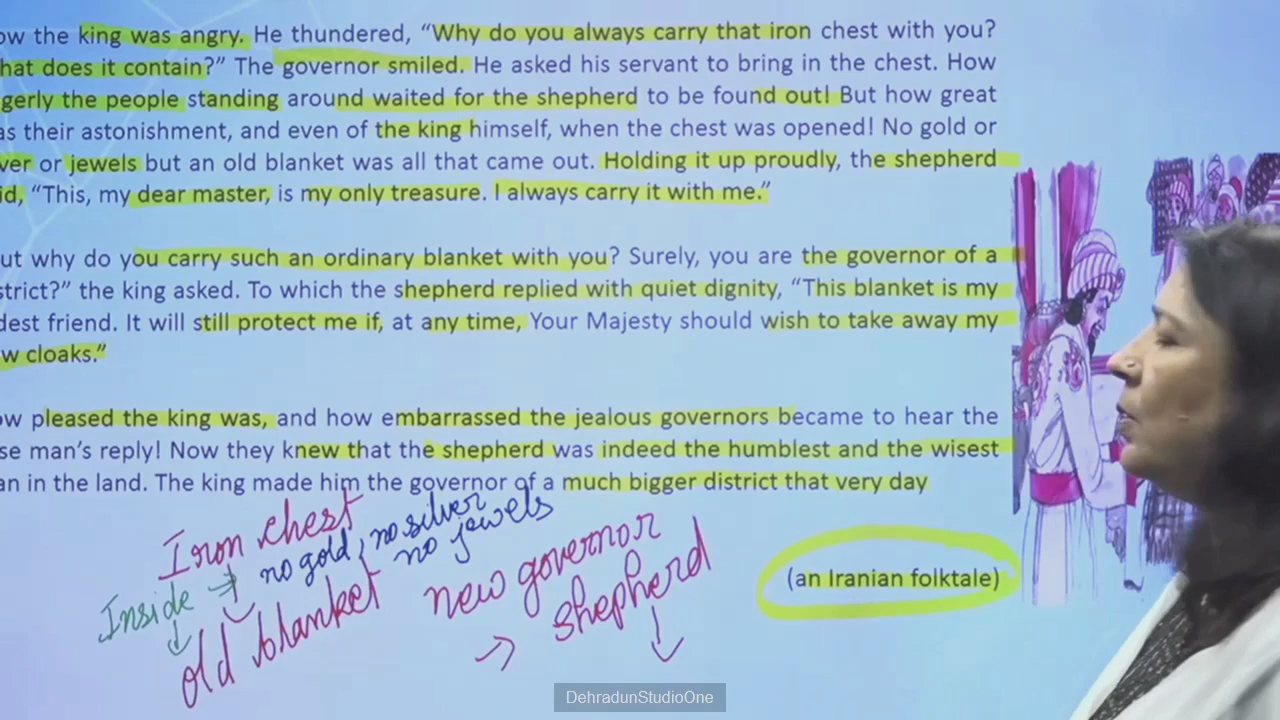 ow the king was angry. He thundered, “Why do you always carry that iron chest with you?
hat does it contain?” The governor smiled. He asked his servant to bring in the chest. How
gerly the people standing around waited for the shepherd to be found out! But how great
as their astonishment, and even of the king himself, when the chest was opened! No gold or
ver or jewels but an old blanket was all that came out. Holding it up proudly, the shepherd
id, “This, my dear master, is my only treasure. I always carry it with me.”
ut why do you carry such an ordinary blanket with you? Surely, you are the governor of a
strict?” the king asked. To which the shepherd replied with quiet dignity, “This blanket is my
dest friend. It will still protect me if, at any time, Your Majesty should wish to take away my
w cloaks.”
ow pleased the king was, and how embarrassed the jealous governors became to hear the
se man’s reply! Now they knew that the shepherd was indeed the humblest and the wisest
an in the land. The king made him the governor of a much bigger district that very day
(an Iranian folktale)
Iron chest
Inside → no gold, no silver
no jewels
old blanket
new governor
→ shepherd
DehradunStudioOne